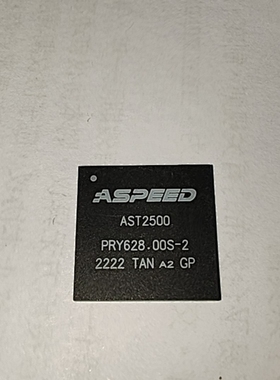 ASPEED
AST2500
PRY628.00S-2
2222 TAN A2 GP